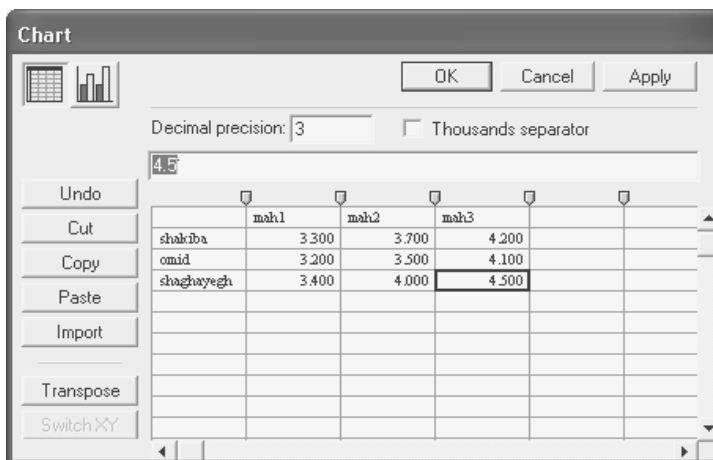 Chart
OK Cancel Apply
Decimal precision: 3 Thousands separator
4.5
Undo
Cut
Copy
Paste
Import
Transpose
Switch XY
mah1 mah2 mah3
shakiba 3.300 3.700 4.200
omid 3.200 3.500 4.100
shaghayegh 3.400 4.000 4.500